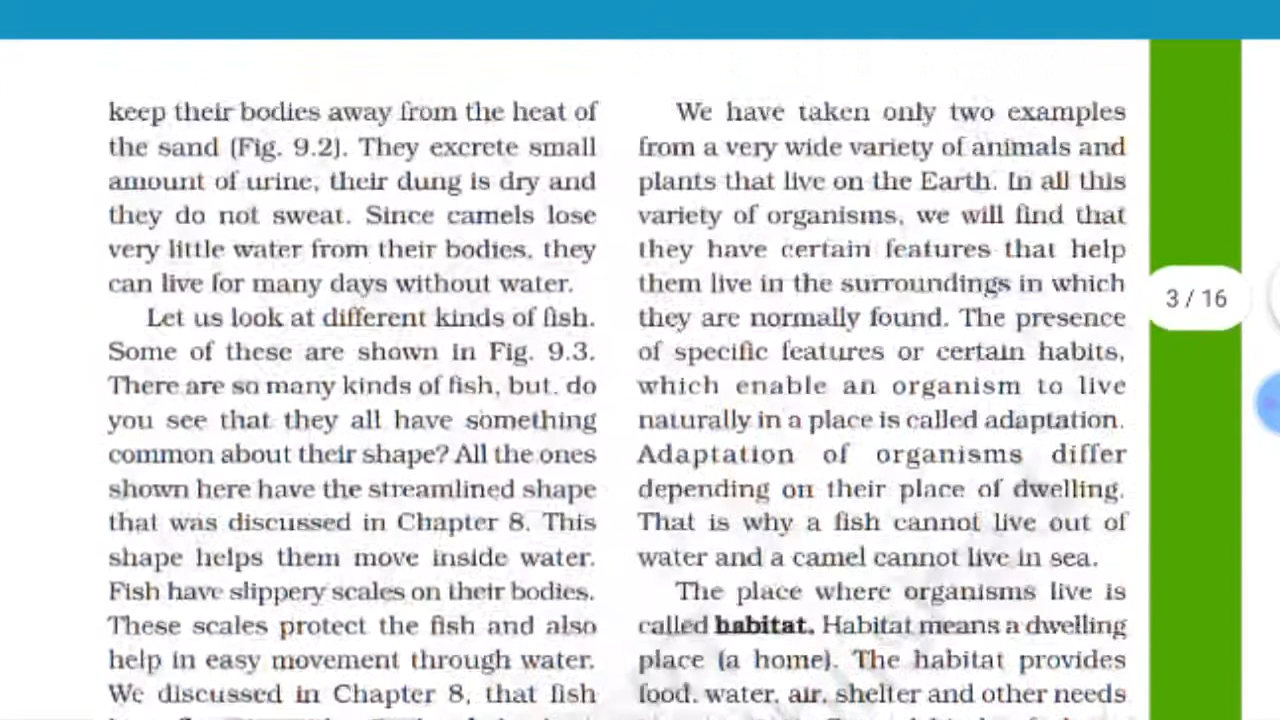 keep their bodies away from the heat of
the sand (Fig. 9.2). They excrete small
amount of urine, their dung is dry and
they do not sweat. Since camels lose
very little water from their bodies, they
can live for many days without water.
Let us look at different kinds of fish.
Some of these are shown in Fig. 9.3.
There are so many kinds of fish, but, do
you see that they all have something
common about their shape? All the ones
shown here have the streamlined shape
that was discussed in Chapter 8. This
shape helps them move inside water.
Fish have slippery scales on their bodies.
These scales protect the fish and also
help in easy movement through water.
We discussed in Chapter 8, that fish
We have taken only two examples
from a very wide variety of animals and
plants that live on the Earth. In all this
variety of organisms, we will find that
they have certain features that help
them live in the surroundings in which
they are normally found. The presence
of specific features or certain habits,
which enable an organism to live
naturally in a place is called adaptation.
Adaptation of organisms differ
depending on their place of dwelling.
That is why a fish cannot live out of
water and a camel cannot live in sea.
The place where organisms live is
called habitat. Habitat means a dwelling
place (a home). The habitat provides
food, water, air, shelter and other needs
3 / 16